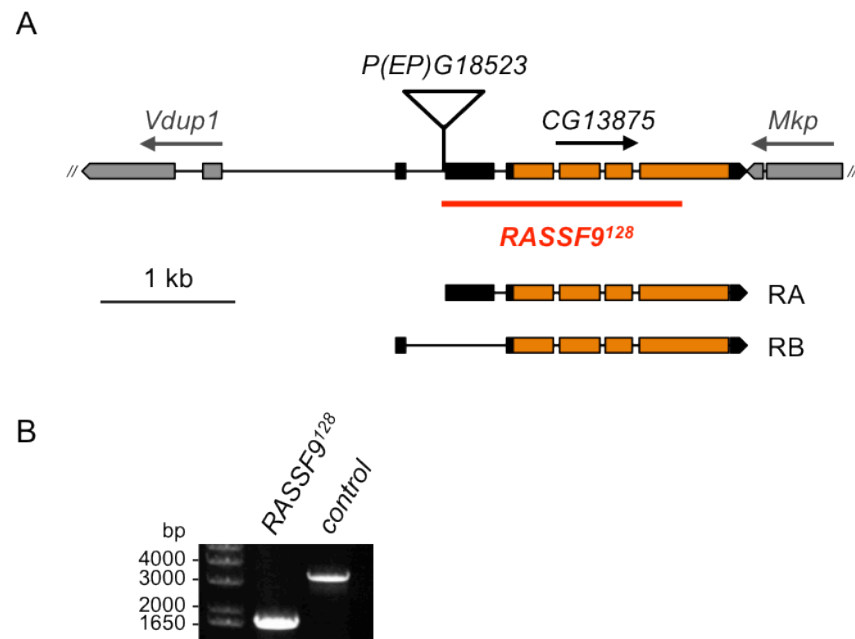 A
P(EP)G18523
Vdup1
CG13875
Mkp
//
//
RASSF9128
1 kb
RA
RB
B
RASSF9128
control
bp
4000
3000
2000
1650